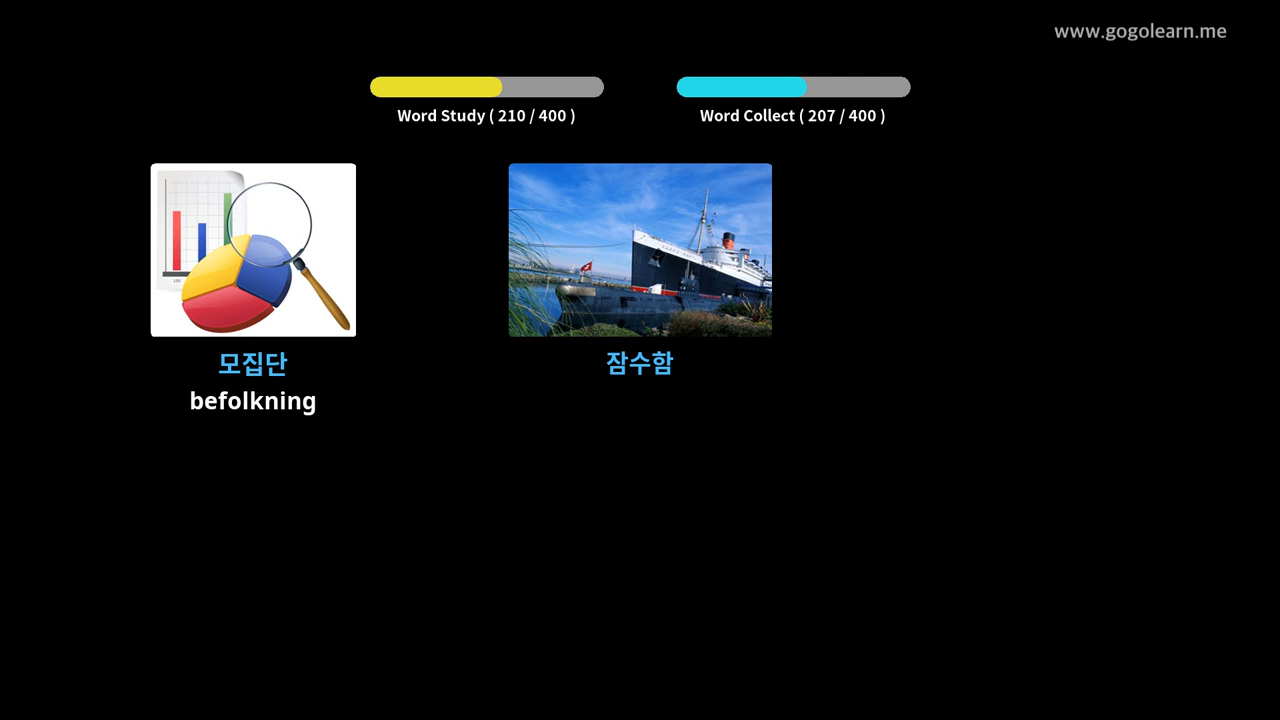 www.gogolearn.me
Word Study ( 210 / 400 )
Word Collect ( 207 / 400 )
모집단
befolkning
잠수함